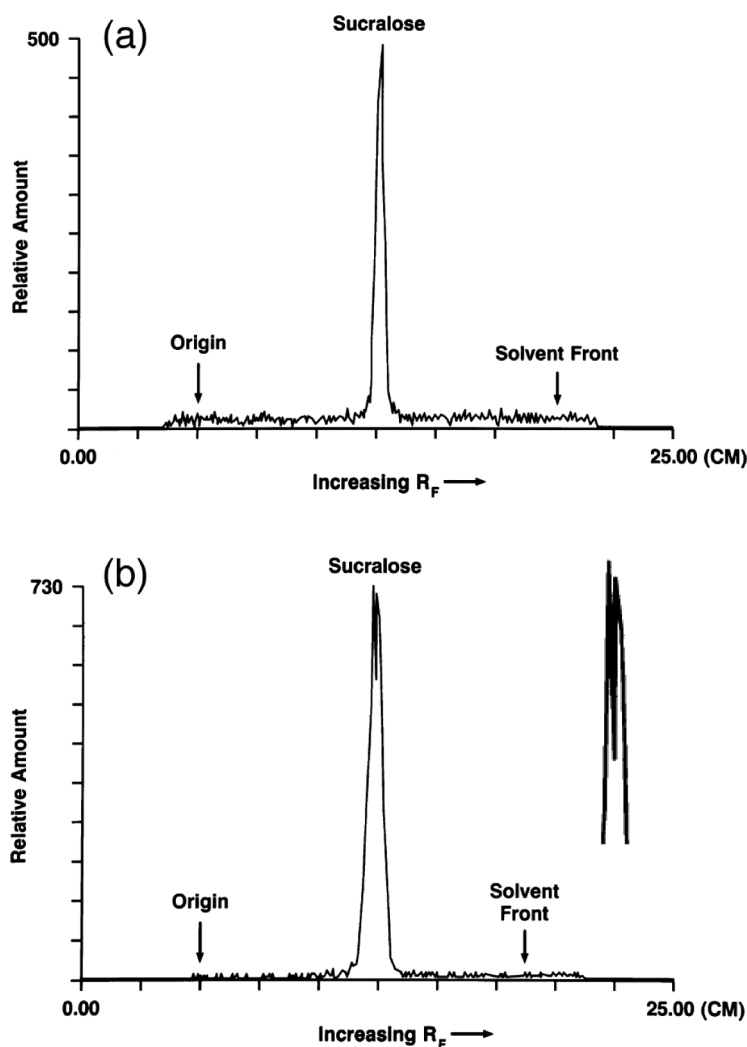 (a)
Sucralose
500
Relative Amount
Origin
Solvent Front
0.00
25.00 (CM)
Increasing RF
(b)
Sucralose
730
Relative Amount
Origin
Solvent
Front
0.00
25.00 (CM)
Increasing RF